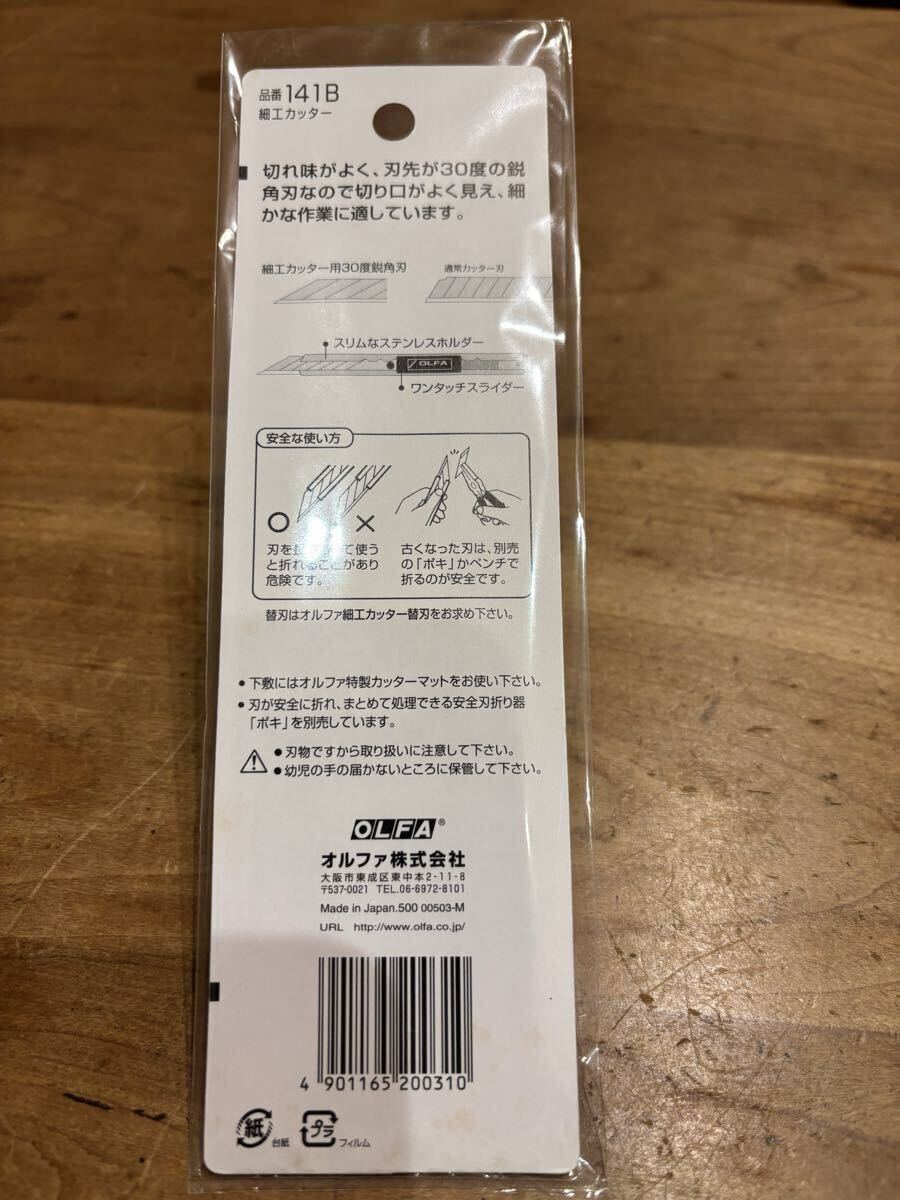 品番141B
細工カッター
切れ味がよく、刃先が30度の鋭
角刃なので切り口がよく見え、細
かな作業に適しています。
細工カッター用30度鋭角刃
通常カッター刃
スリムなステンレスホルダー
OLFA
ワンタッチスライダー
安全な使い方
○ ×
刃を て使う
と折れることがあり
危険です。
古くなった刃は、別売
の「ポキ」かペンチで
折るのが安全です。
替刃はオルファ細工カッター替刃をお求め下さい。
• 下敷にはオルファ特製カッターマットをお使い下さい。
• 刃が安全に折れ、まとめて処理できる安全刃折り器
「ポキ」を別売しています。
● 刃物ですから取り扱いに注意して下さい。
● 幼児の手の届かないところに保管して下さい。
OLFA®
オルファ株式会社
大阪市東成区東中本2-11-8
〒537-0021 TEL.06-6972-8101
Made in Japan.500 00503-M
URL http://www.olfa.co.jp/
4 901165 200310
紙 台紙
プラ フィルム